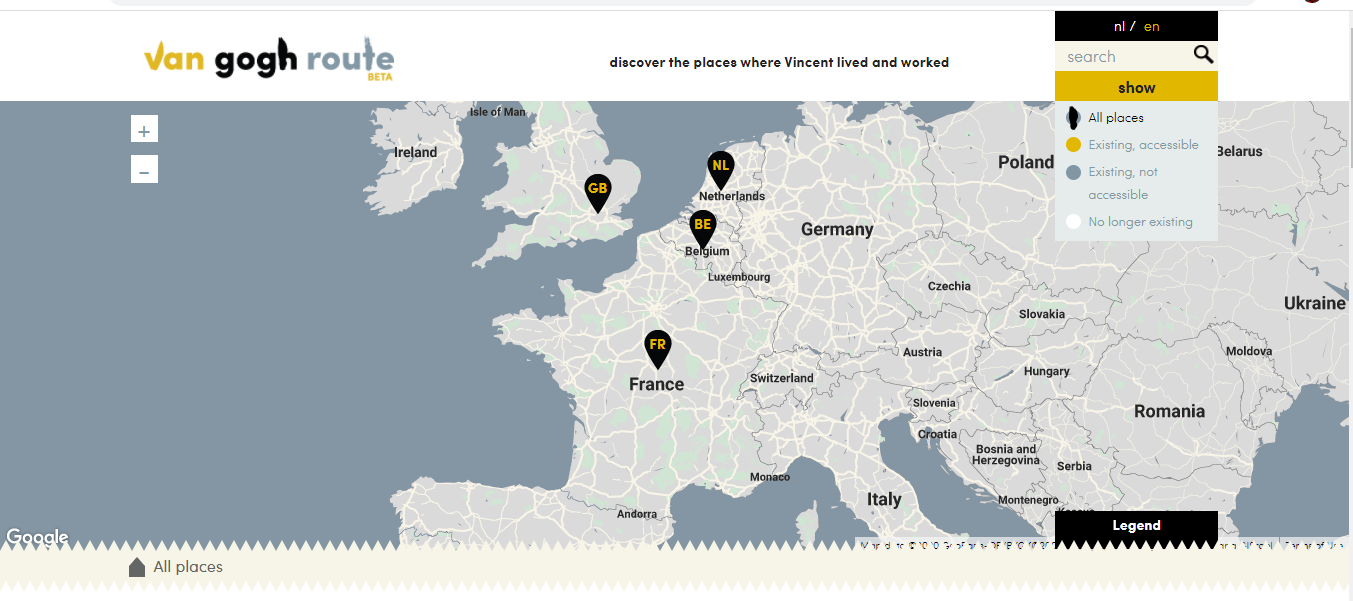 van gogh route
BETA
discover the places where Vincent lived and worked
nl / en
search
show
All places
Existing, accessible
Existing, not
accessible
No longer existing
+
−
Isle of Man
Ireland
GB
NL
Netherlands
BE
Belgium
Luxembourg
Germany
Poland
Belarus
Czechia
Slovakia
Ukraine
FR
France
Switzerland
Austria
Hungary
Moldova
Slovenia
Croatia
Romania
Bosnia and
Herzegovina
Serbia
Monaco
Italy
Montenegro
Andorra
Legend
Google
All places